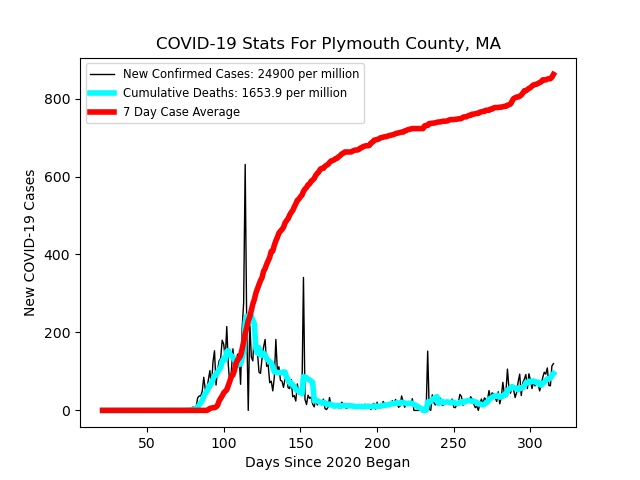 COVID-19 Stats For Plymouth County, MA
New Confirmed Cases: 24900 per million
Cumulative Deaths: 1653.9 per million
7 Day Case Average
New COVID-19 Cases
800
600
400
200
0
50 100 150 200 250 300
Days Since 2020 Began